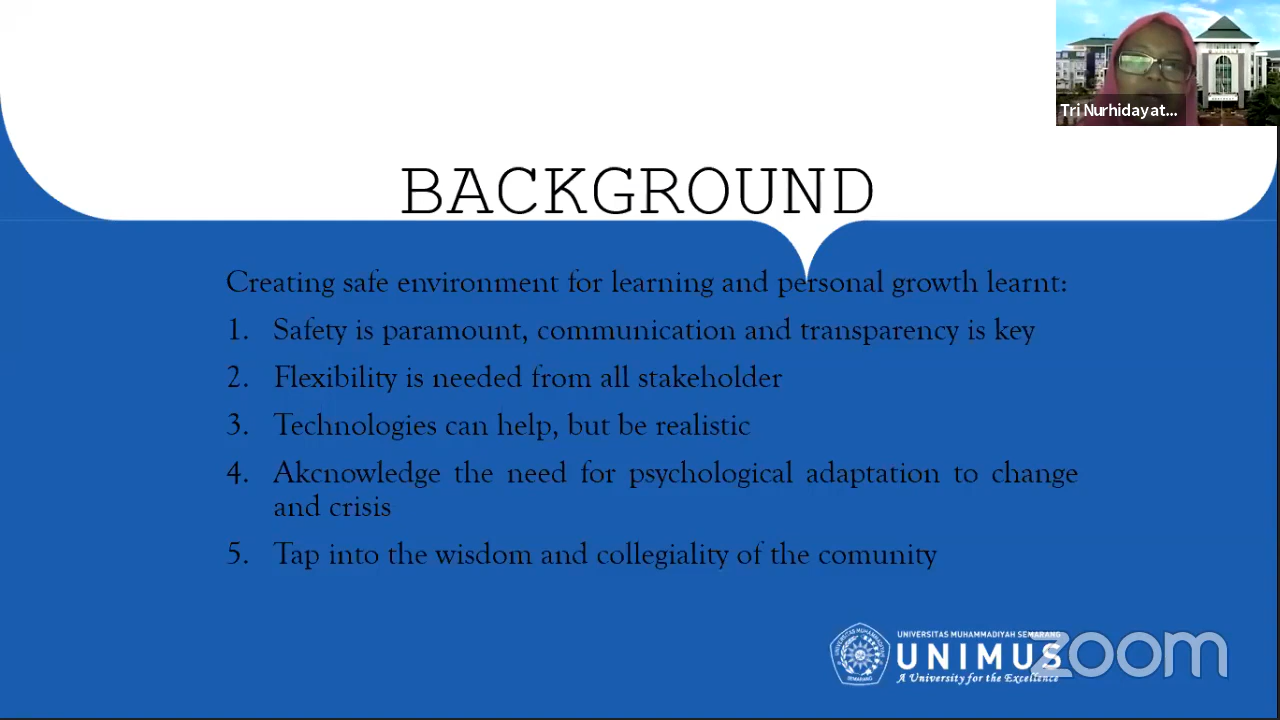 Tri Nurhidayat...
BACKGROUND
Creating safe environment for learning and personal growth learnt:
1. Safety is paramount, communication and transparency is key
2. Flexibility is needed from all stakeholder
3. Technologies can help, but be realistic
4. Akcnowledge the need for psychological adaptation to change
and crisis
5. Tap into the wisdom and collegiality of the comunity
UNIVERSITAS MUHAMMADIYAH SEMARANG
UNIMUS
A University for the Excellence
SEMARANG
zoom